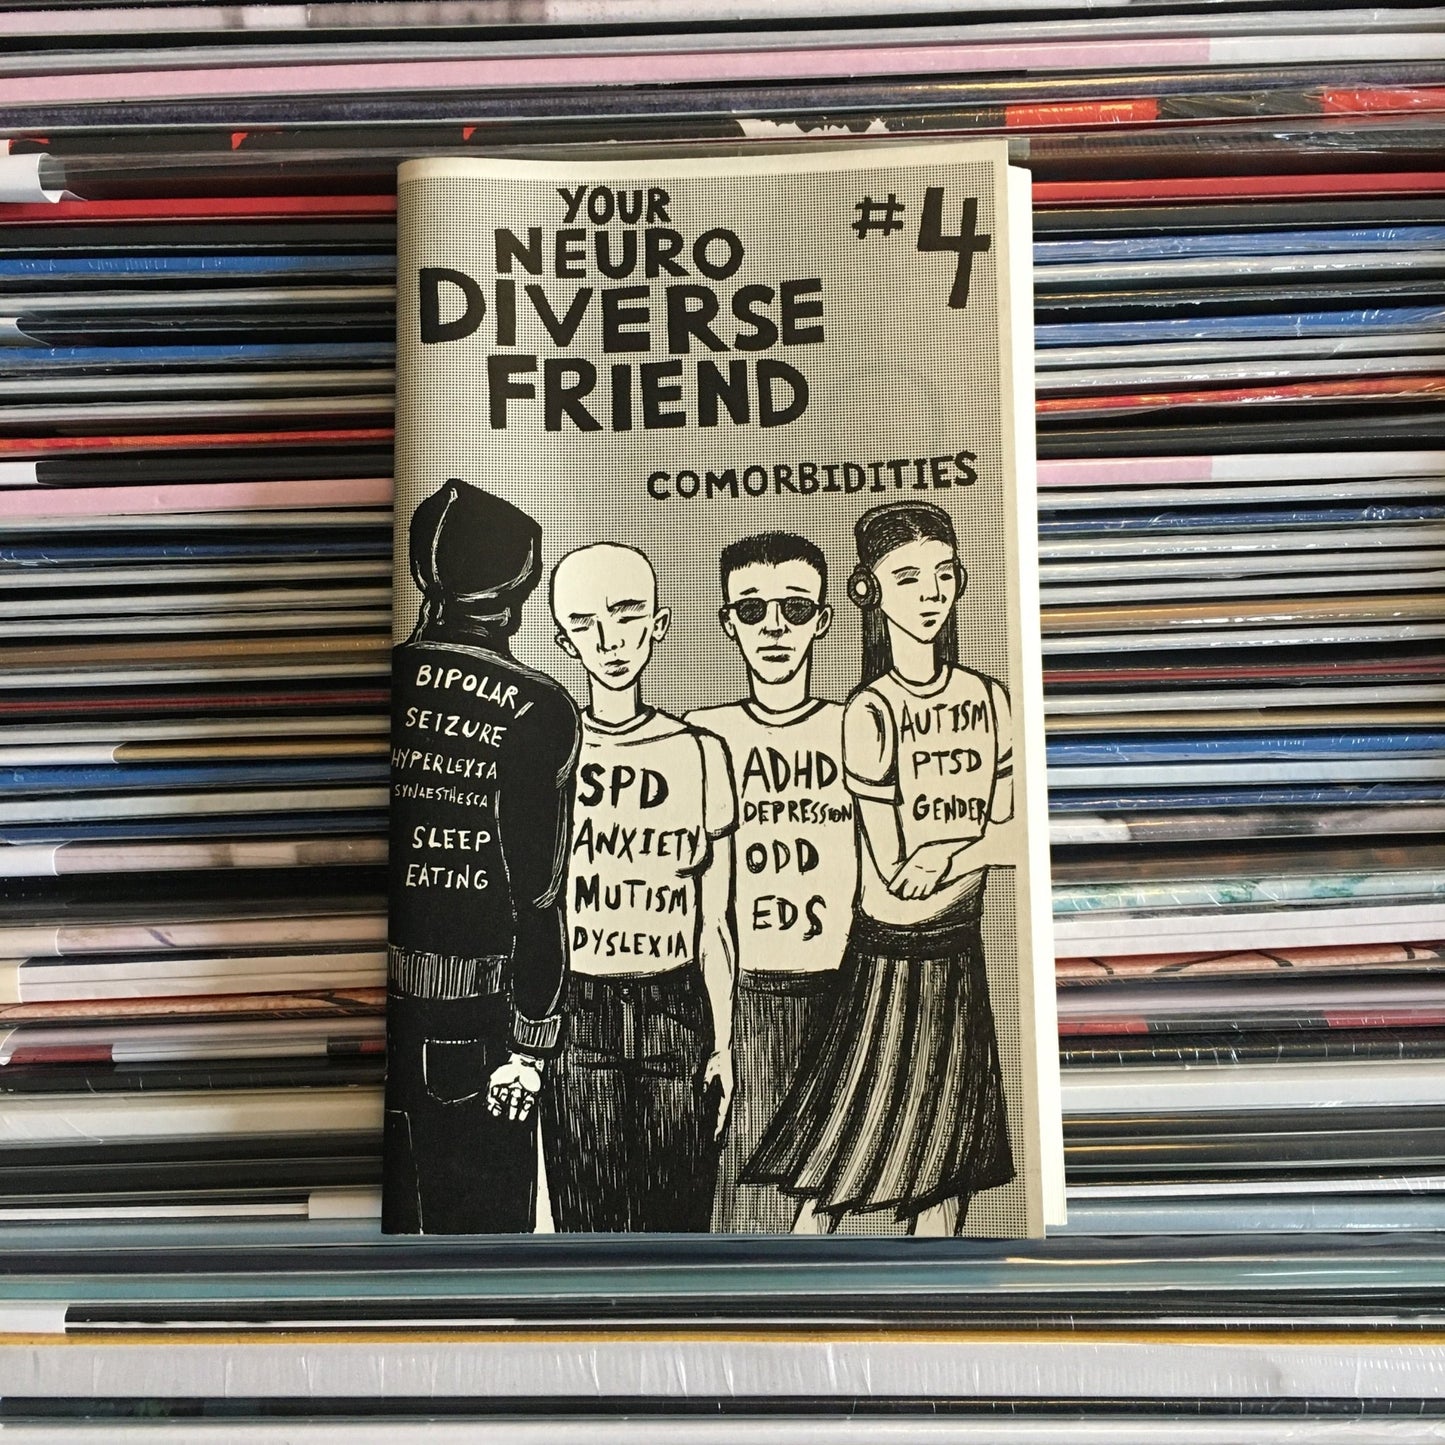 YOUR
NEURO
DIVERSE
FRIEND
#4
COMORBIDITIES
BIPOLAR/
SEIZURE
HYPERLEXIA
SYNAESTHESIA
SLEEP
EATING
SPD
ANXIETY
MUTISM
DYSLEXIA
ADHD
DEPRESSION
ODD
EDS
AUTISM
PTSD
GENDER